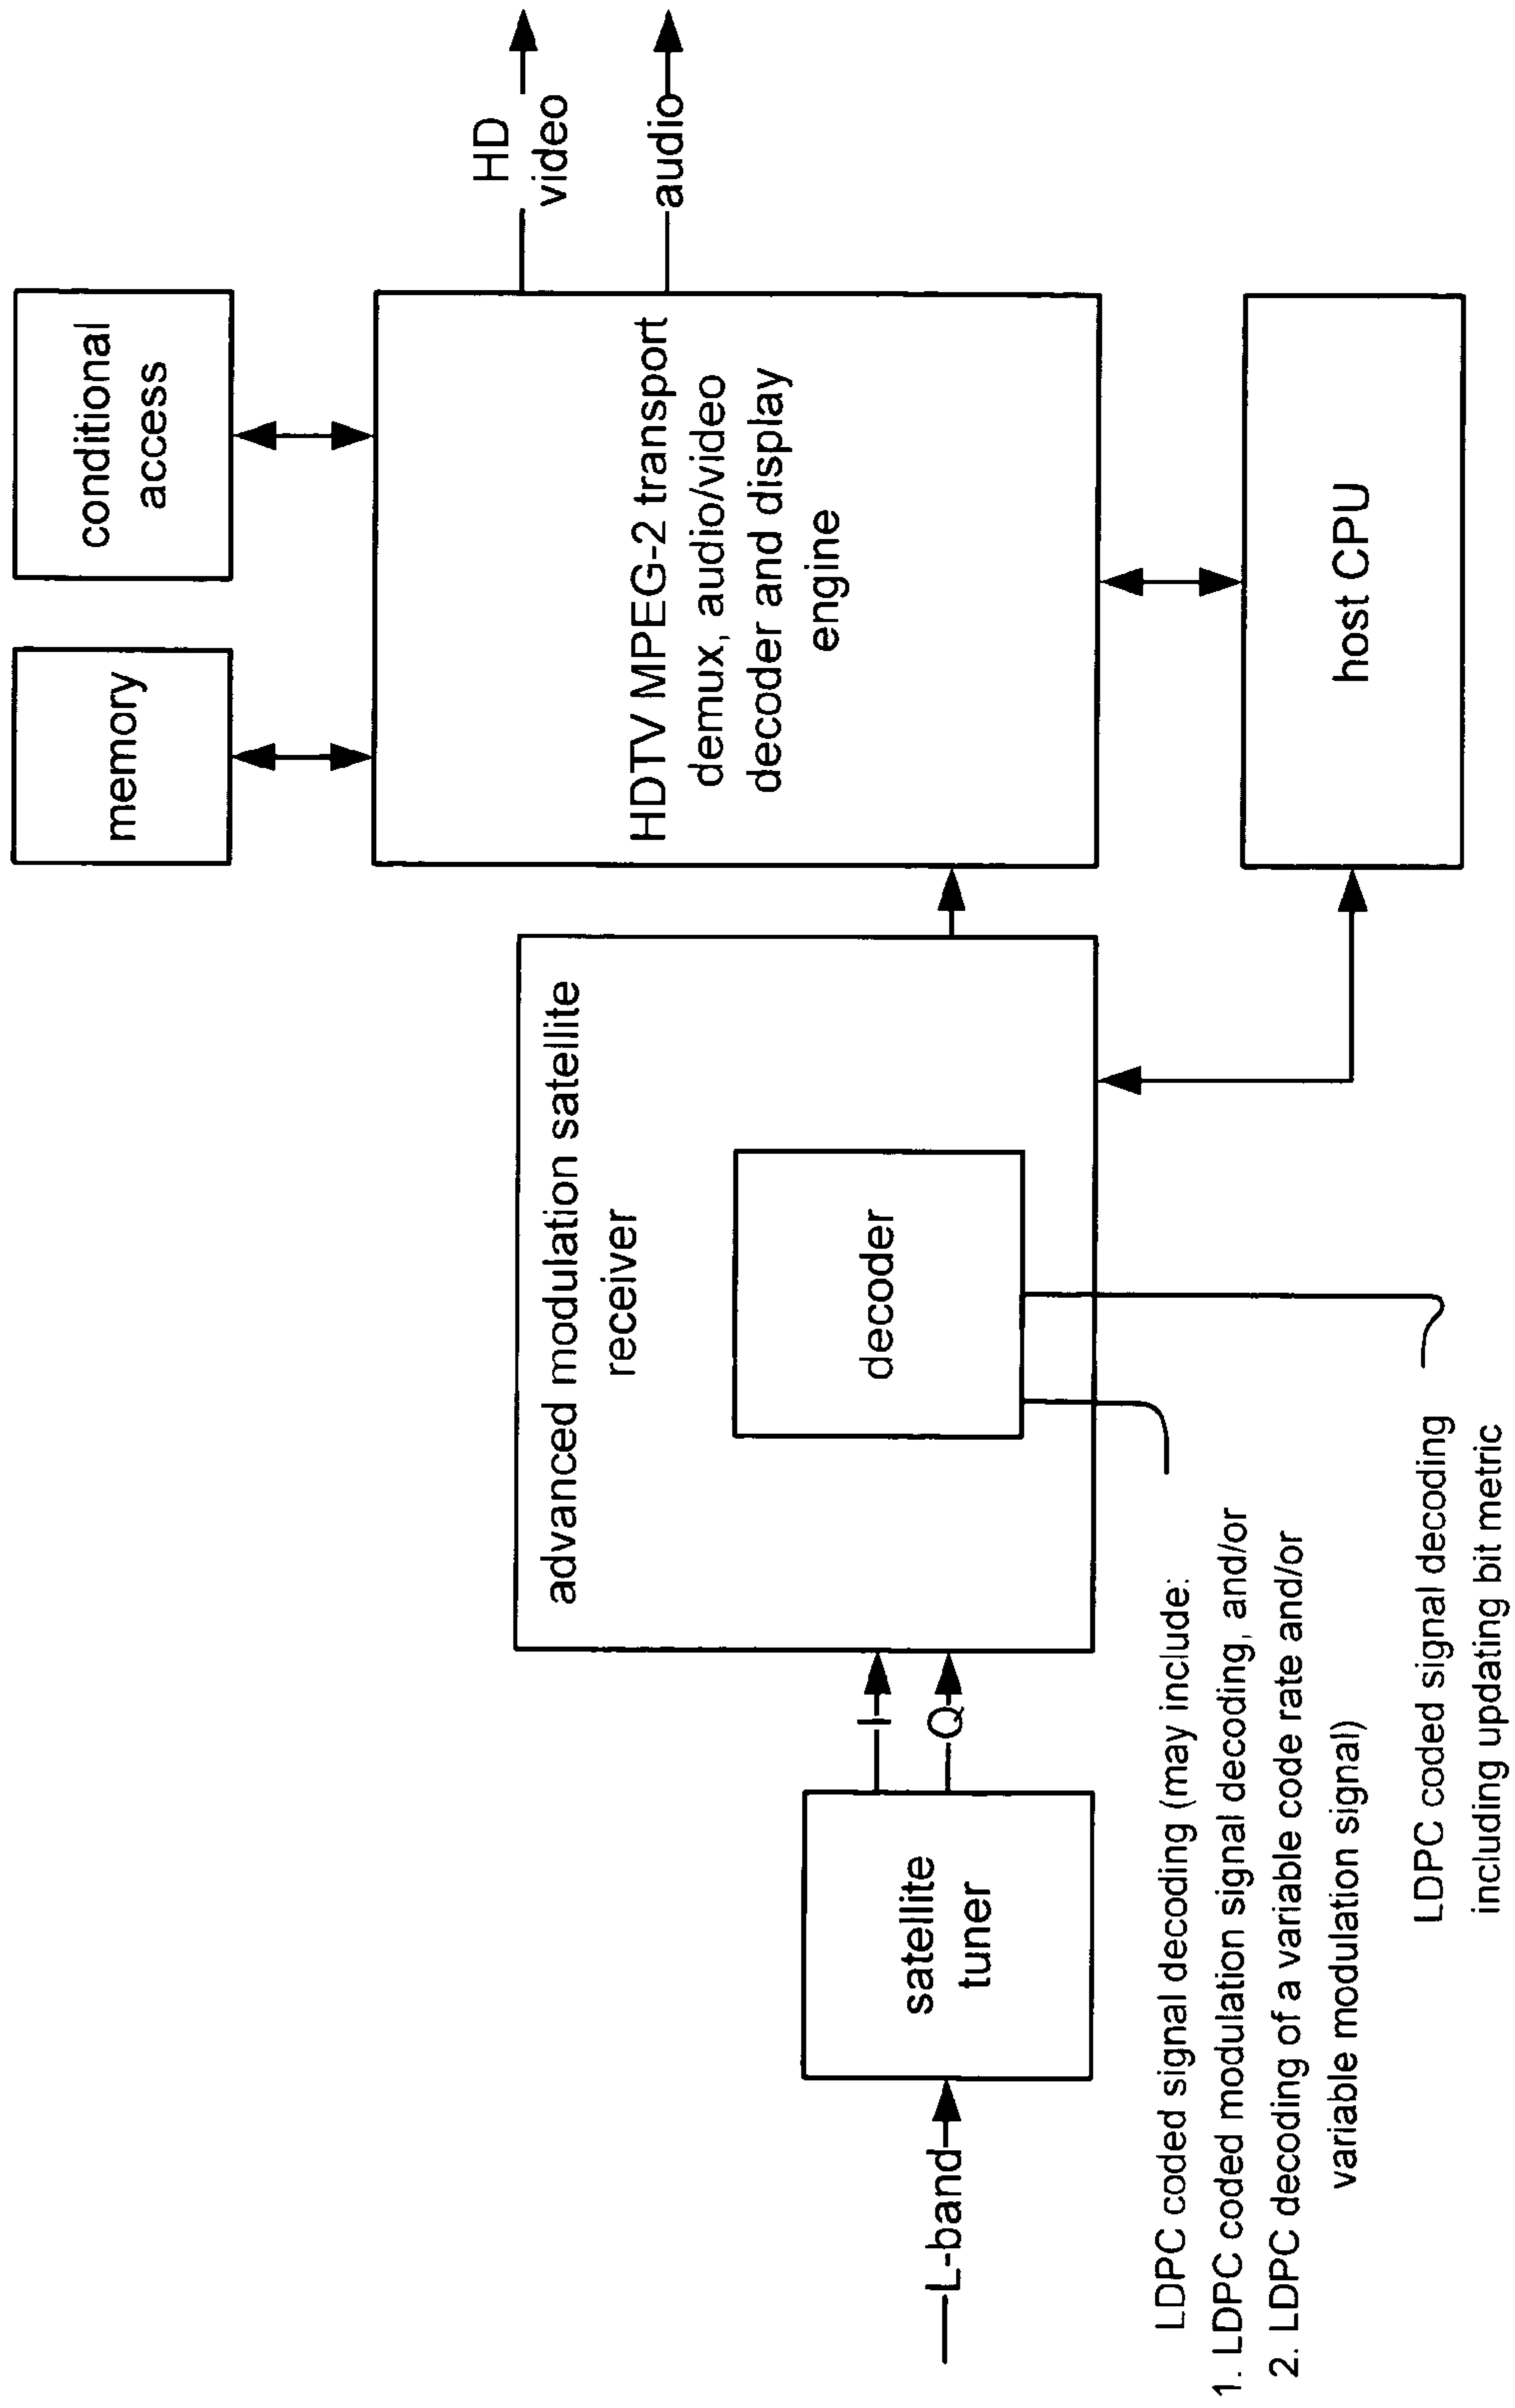 memory
conditional
access
HDTV MPEG-2 transport
demux, audio/video
decoder and display
engine
HD
video
audio
advanced modulation satellite
receiver
decoder
I
Q
satellite
tuner
L-band
host CPU
LDPC coded signal decoding (may include:
1. LDPC coded modulation signal decoding, and/or
2. LDPC decoding of a variable code rate and/or
variable modulation signal)
LDPC coded signal decoding
including updating bit metric